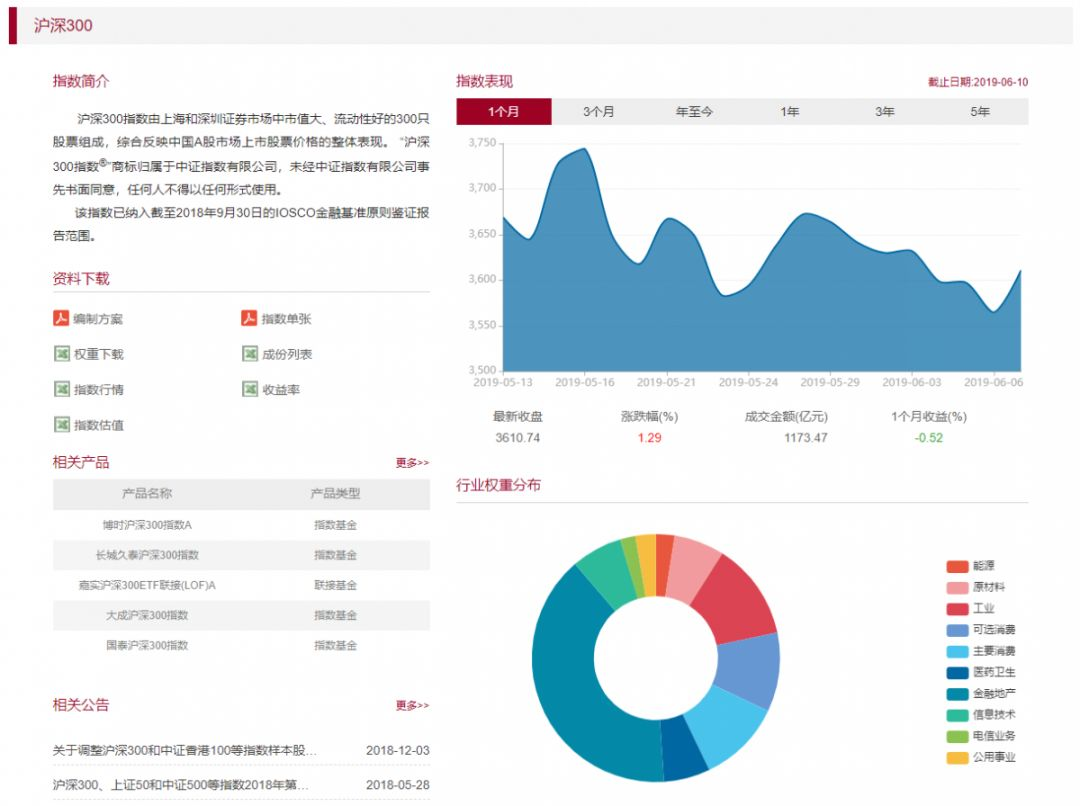 沪深300
指数简介
沪深300指数由上海和深圳证券市场中市值大、流动性好的300只
股票组成，综合反映中国A股市场上市股票价格的整体表现。 “沪深
300指数®”商标归属于中证指数有限公司，未经中证指数有限公司事
先书面同意，任何人不得以任何形式使用。
该指数已纳入截至2018年9月30日的IOSCO金融基准原则鉴证报
告范围。
资料下载
编制方案 指数单张
权重下载 成份列表
指数行情 收益率
指数估值
相关产品 更多>>
产品名称 产品类型
博时沪深300指数A 指数基金
长城久泰沪深300指数 指数基金
嘉实沪深300ETF联接(LOF)A 联接基金
大成沪深300指数 指数基金
国泰沪深300指数 指数基金
相关公告 更多>>
关于调整沪深300和中证香港100等指数样本股... 2018-12-03
沪深300、上证50和中证500等指数2018年第... 2018-05-28
指数表现 截止日期:2019-06-10
1个月 3个月 年至今 1年 3年 5年
3,750
3,700
3,650
3,600
3,550
3,500
2019-05-13 2019-05-16 2019-05-21 2019-05-24 2019-05-29 2019-06-03 2019-06-06
最新收盘 涨跌幅(%) 成交金额(亿元) 1个月收益(%)
3610.74 1.29 1173.47 -0.52
行业权重分布
能源
原材料
工业
可选消费
主要消费
医药卫生
金融地产
信息技术
电信业务
公用事业